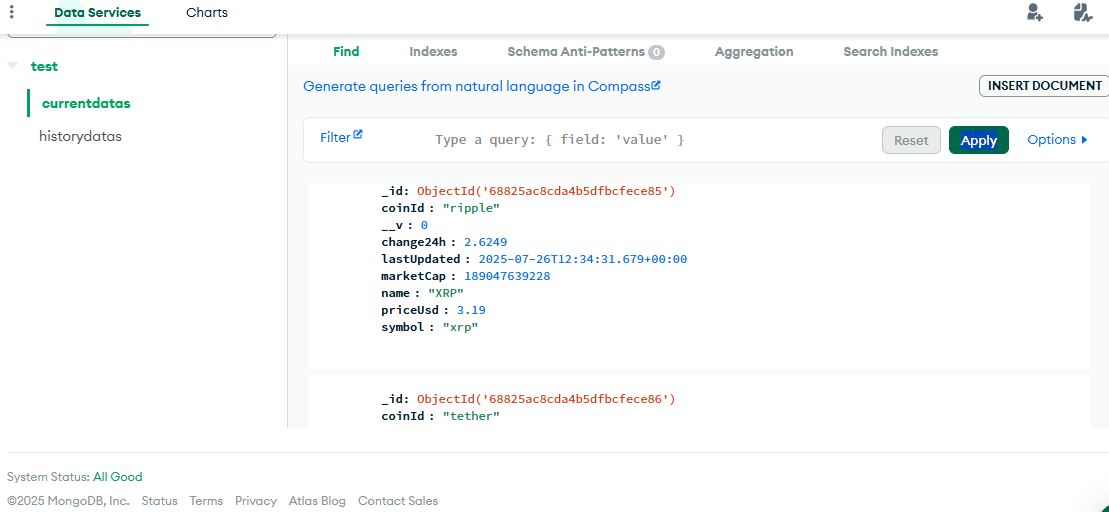 Data Services Charts
test
currentdatas
historydatas
Find Indexes Schema Anti-Patterns 0 Aggregation Search Indexes
Generate queries from natural language in Compass
INSERT DOCUMENT
Filter Type a query: { field: 'value' } Reset Apply Options
_id: ObjectId('68825ac8cda4b5dfbcfece85')
coinId : "ripple"
__v : 0
change24h : 2.6249
lastUpdated : 2025-07-26T12:34:31.679+00:00
marketCap : 189047639228
name : "XRP"
priceUsd : 3.19
symbol : "xrp"
_id: ObjectId('68825ac8cda4b5dfbcfece86')
coinId : "tether"
System Status: All Good
©2025 MongoDB, Inc. Status Terms Privacy Atlas Blog Contact Sales